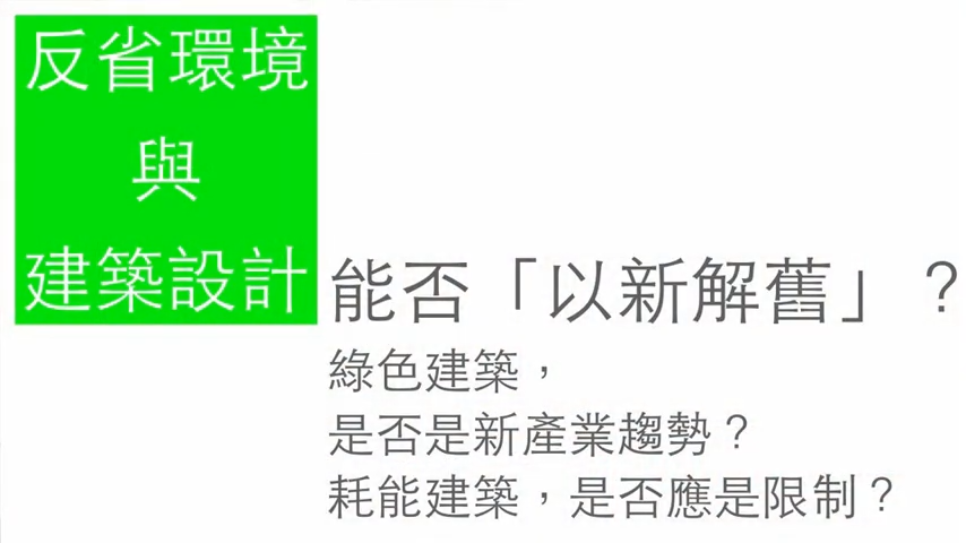 反省環境
與
建築設計
能否「以新解舊」?
綠色建築,
是否是新產業趨勢?
耗能建築,是否應是限制?